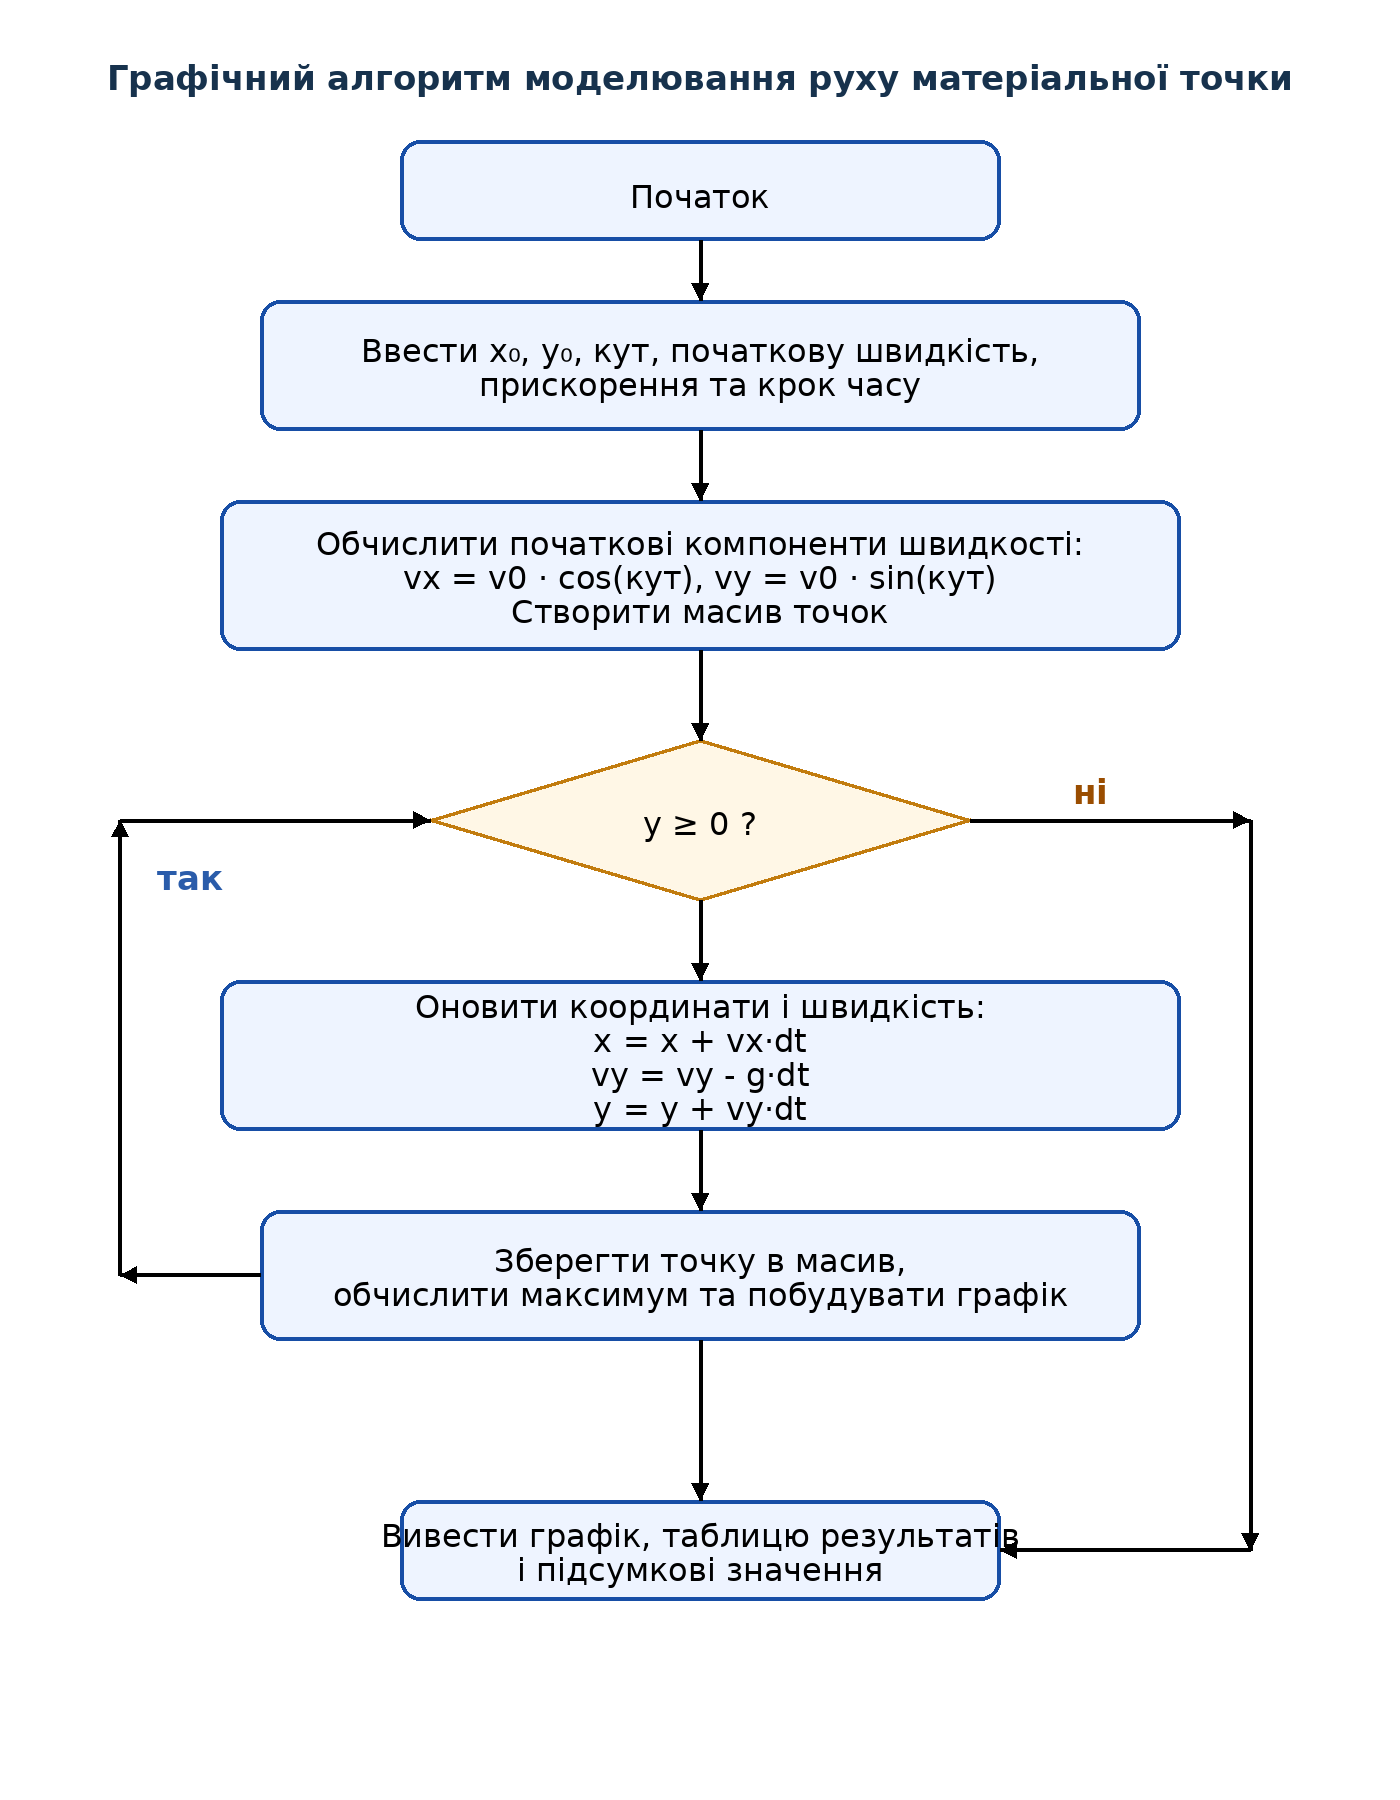 Графічний алгоритм моделювання руху матеріальної точки
Початок
Ввести x₀, y₀, кут, початкову швидкість,
прискорення та крок часу
Обчислити початкові компоненти швидкості:
vx = v0 · cos(кут), vy = v0 · sin(кут)
Створити масив точок
y ≥ 0 ?
ні
так
Оновити координати і швидкість:
x = x + vx·dt
vy = vy - g·dt
y = y + vy·dt
Зберегти точку в масив,
обчислити максимум та побудувати графік
Вивести графік, таблицю результатів
і підсумкові значення